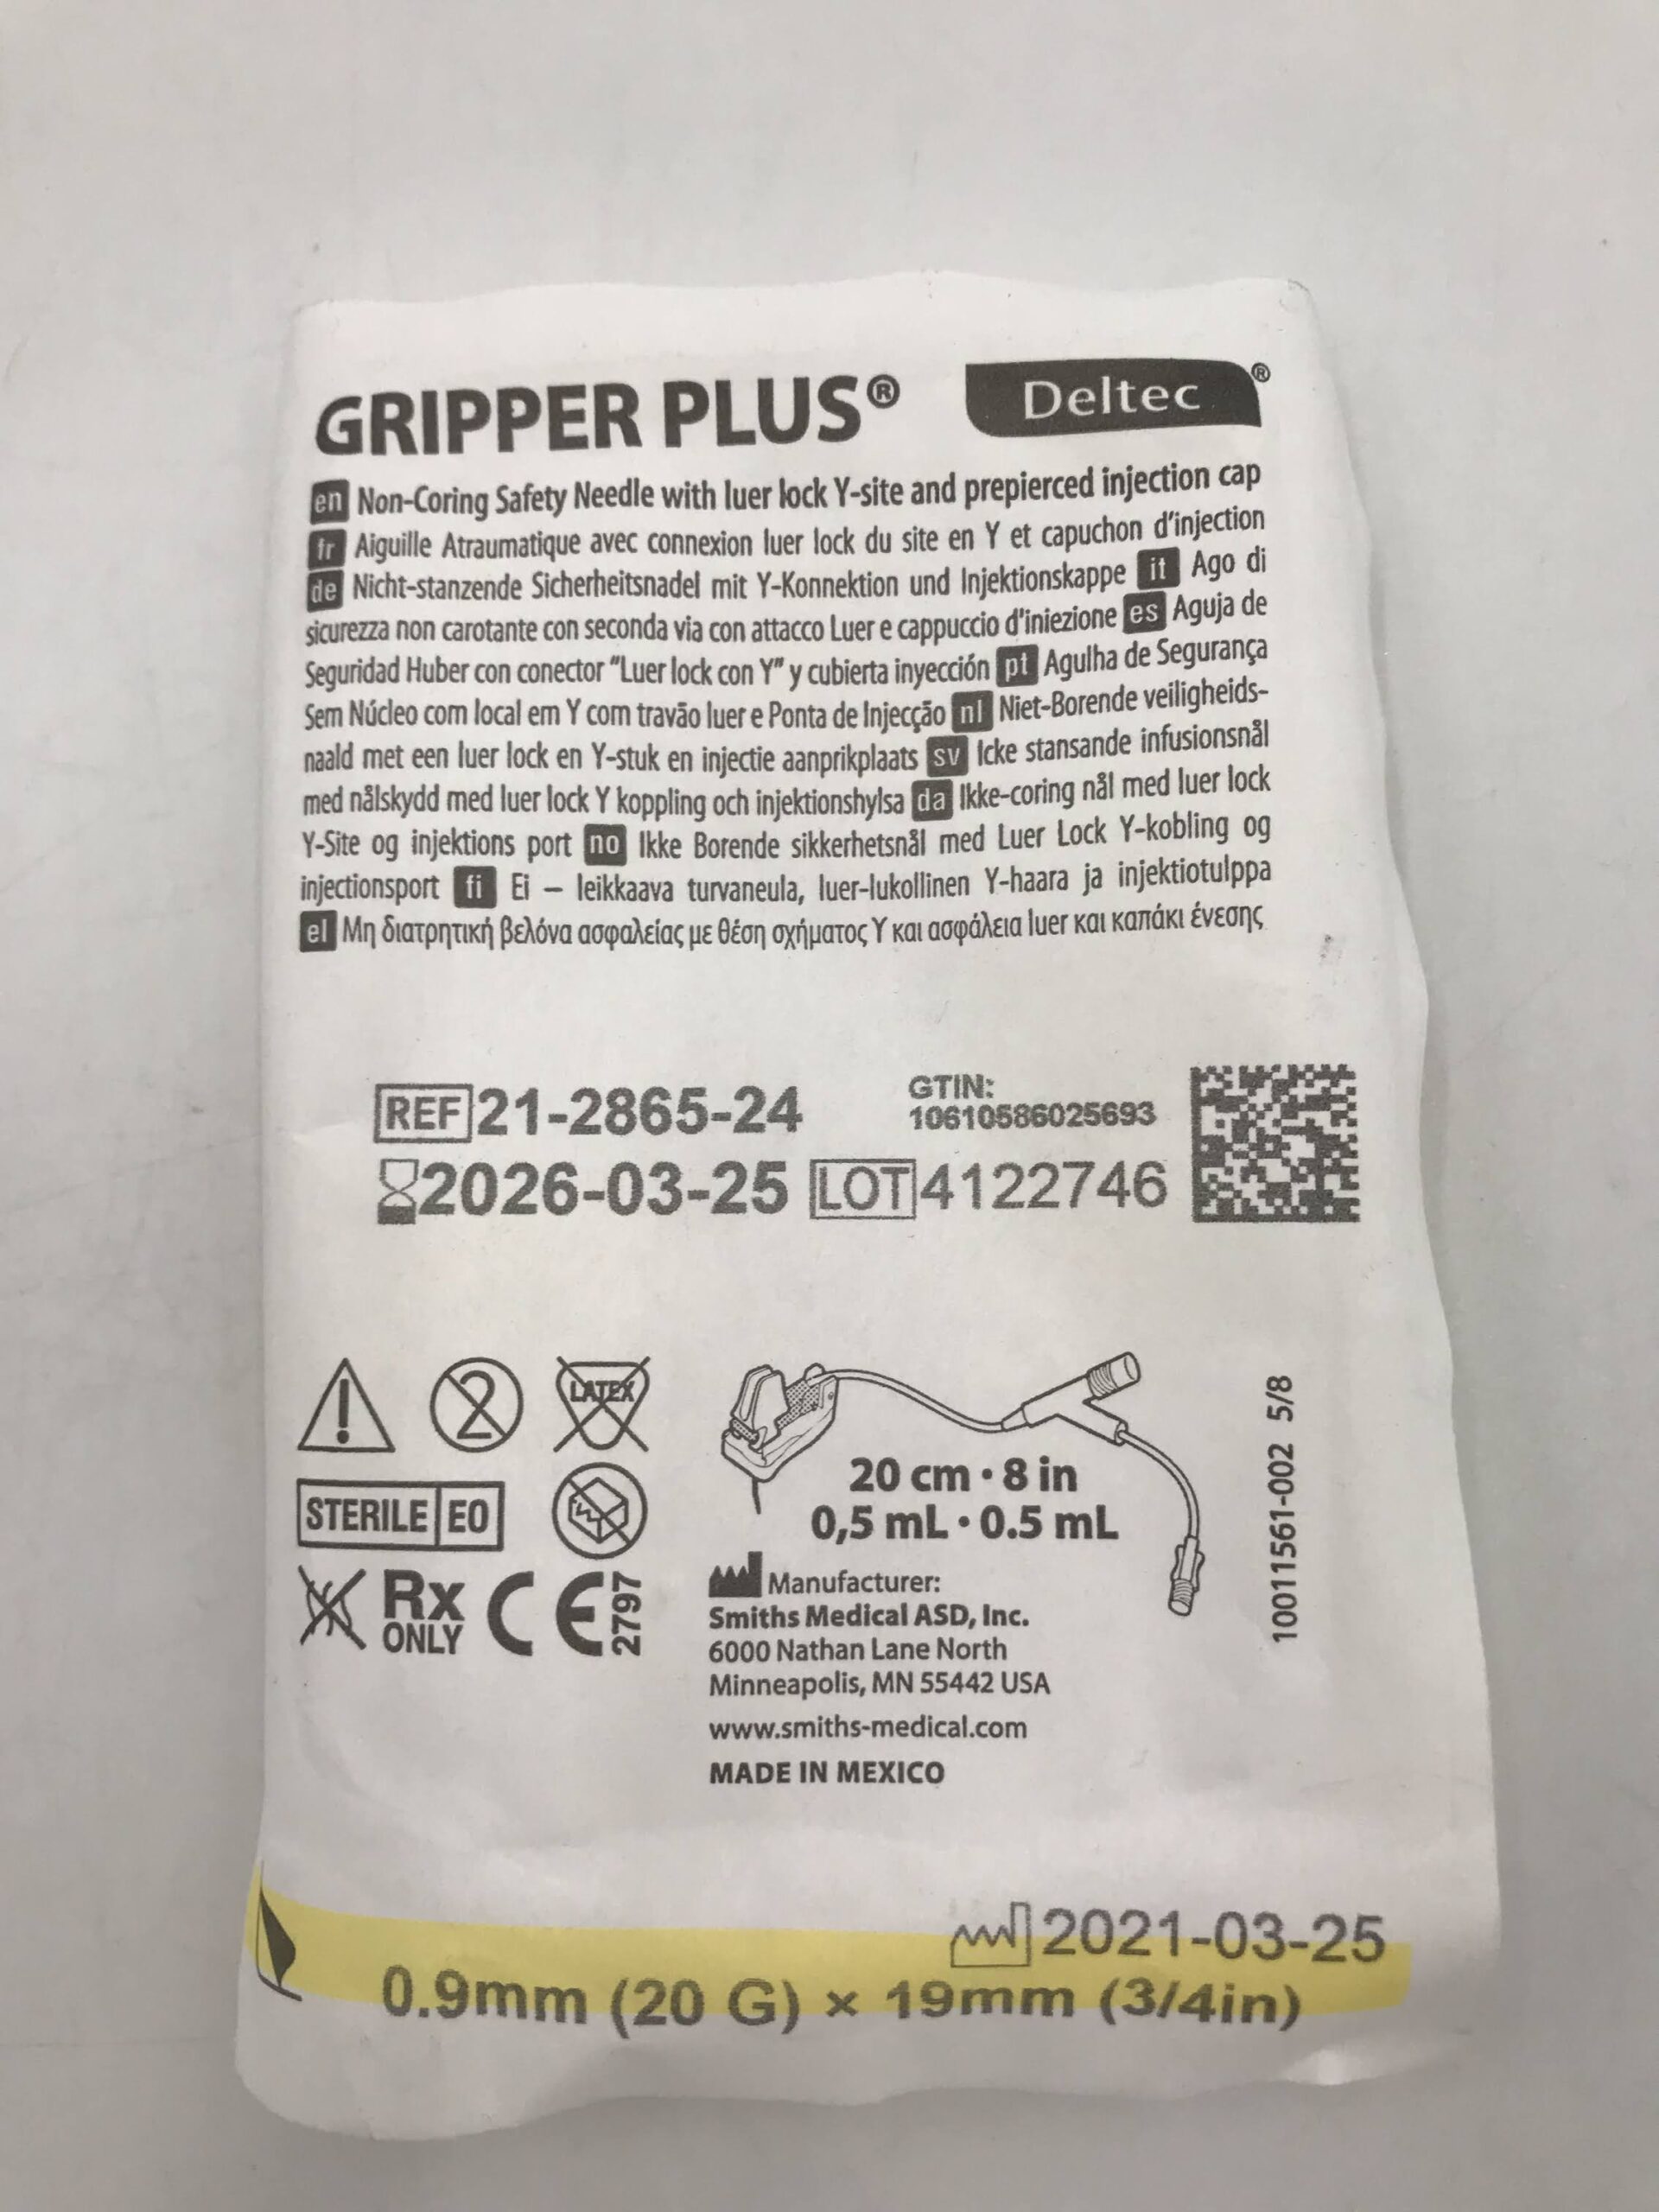 GRIPPER PLUS® Deltec®
en Non-Coring Safety Needle with luer lock Y-site and prepierced injection cap
fr Aiguille Atraumatique avec connexion luer lock du site en Y et capuchon d'injection
de Nicht-stanzende Sicherheitsnadel mit Y-Konnektion und Injektionskappe it Ago di
sicurezza non carotante con seconda via con attacco Luer e cappuccio d'iniezione es Aguja de
Seguridad Huber con conector "Luer lock con Y" y cubierta inyección pt Agulha de Segurança
Sem Núcleo com local em Y com travão luer e Ponta de Injecção nl Niet-Borende veiligheids-
naald met een luer lock en Y-stuk en injectie aanprikplaats sv Icke stansande infusionsnål
med nålskydd med luer lock Y koppling och injektionshylsa da Ikke-coring nål med luer lock
Y-Site og injektions port no Ikke Borende sikkerhetsnål med Luer Lock Y-kobling og
injectionsport fi Ei – leikkaava turvaneula, luer-lukollinen Y-haara ja injektiotulppa
el Μη διατρητική βελόνα ασφαλείας με θέση σχήματος Υ και ασφάλεια luer και καπάκι ένεσης
REF 21-2865-24
GTIN:
10610586025693
2026-03-25 LOT 4122746
2
LATEX
STERILE EO
Rx
ONLY
CE 2797
20 cm • 8 in
0,5 mL • 0.5 mL
Manufacturer:
Smiths Medical ASD, Inc.
6000 Nathan Lane North
Minneapolis, MN 55442 USA
www.smiths-medical.com
MADE IN MEXICO
10011561-002 5/8
2021-03-25
0.9mm (20 G) × 19mm (3/4in)